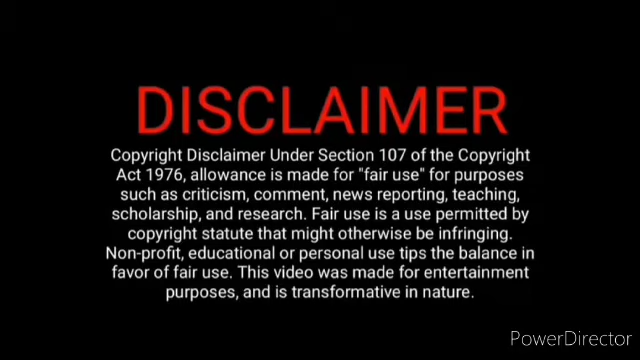 DISCLAIMER
Copyright Disclaimer Under Section 107 of the Copyright
Act 1976, allowance is made for "fair use" for purposes
such as criticism, comment, news reporting, teaching,
scholarship, and research. Fair use is a use permitted by
copyright statute that might otherwise be infringing.
Non-profit, educational or personal use tips the balance in
favor of fair use. This video was made for entertainment
purposes, and is transformative in nature.
PowerDirector